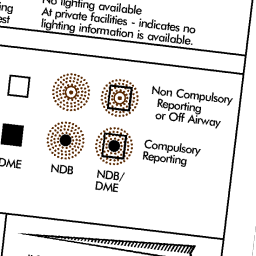 No lighting available
At private facilities - indicates no
lighting information is available.
Non Compulsory
Reporting
or Off Airway
Compulsory
Reporting
DME
NDB
NDB/
DME